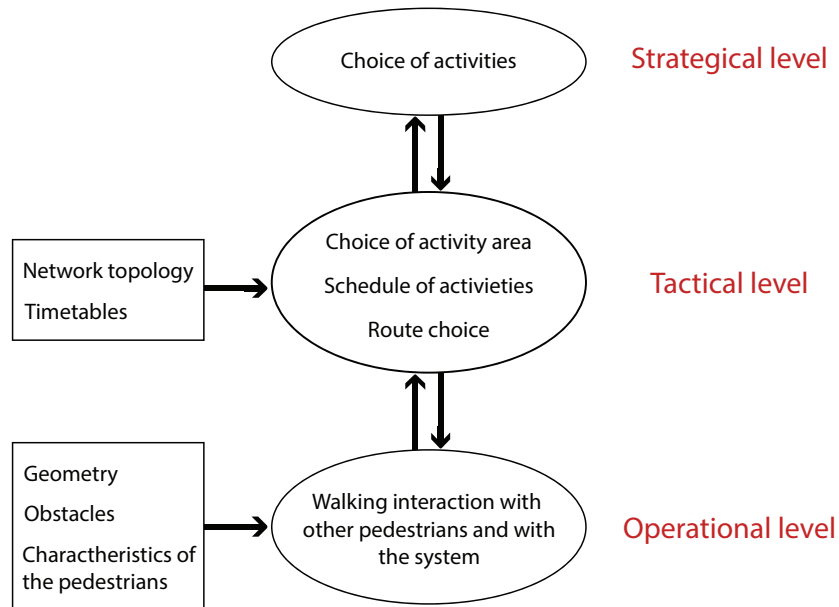 Choice of activities
Strategical level
Network topology
Timetables
Choice of activity area
Schedule of activieties
Route choice
Tactical level
Geometry
Obstacles
Charactheristics of
the pedestrians
Walking interaction with
other pedestrians and with
the system
Operational level